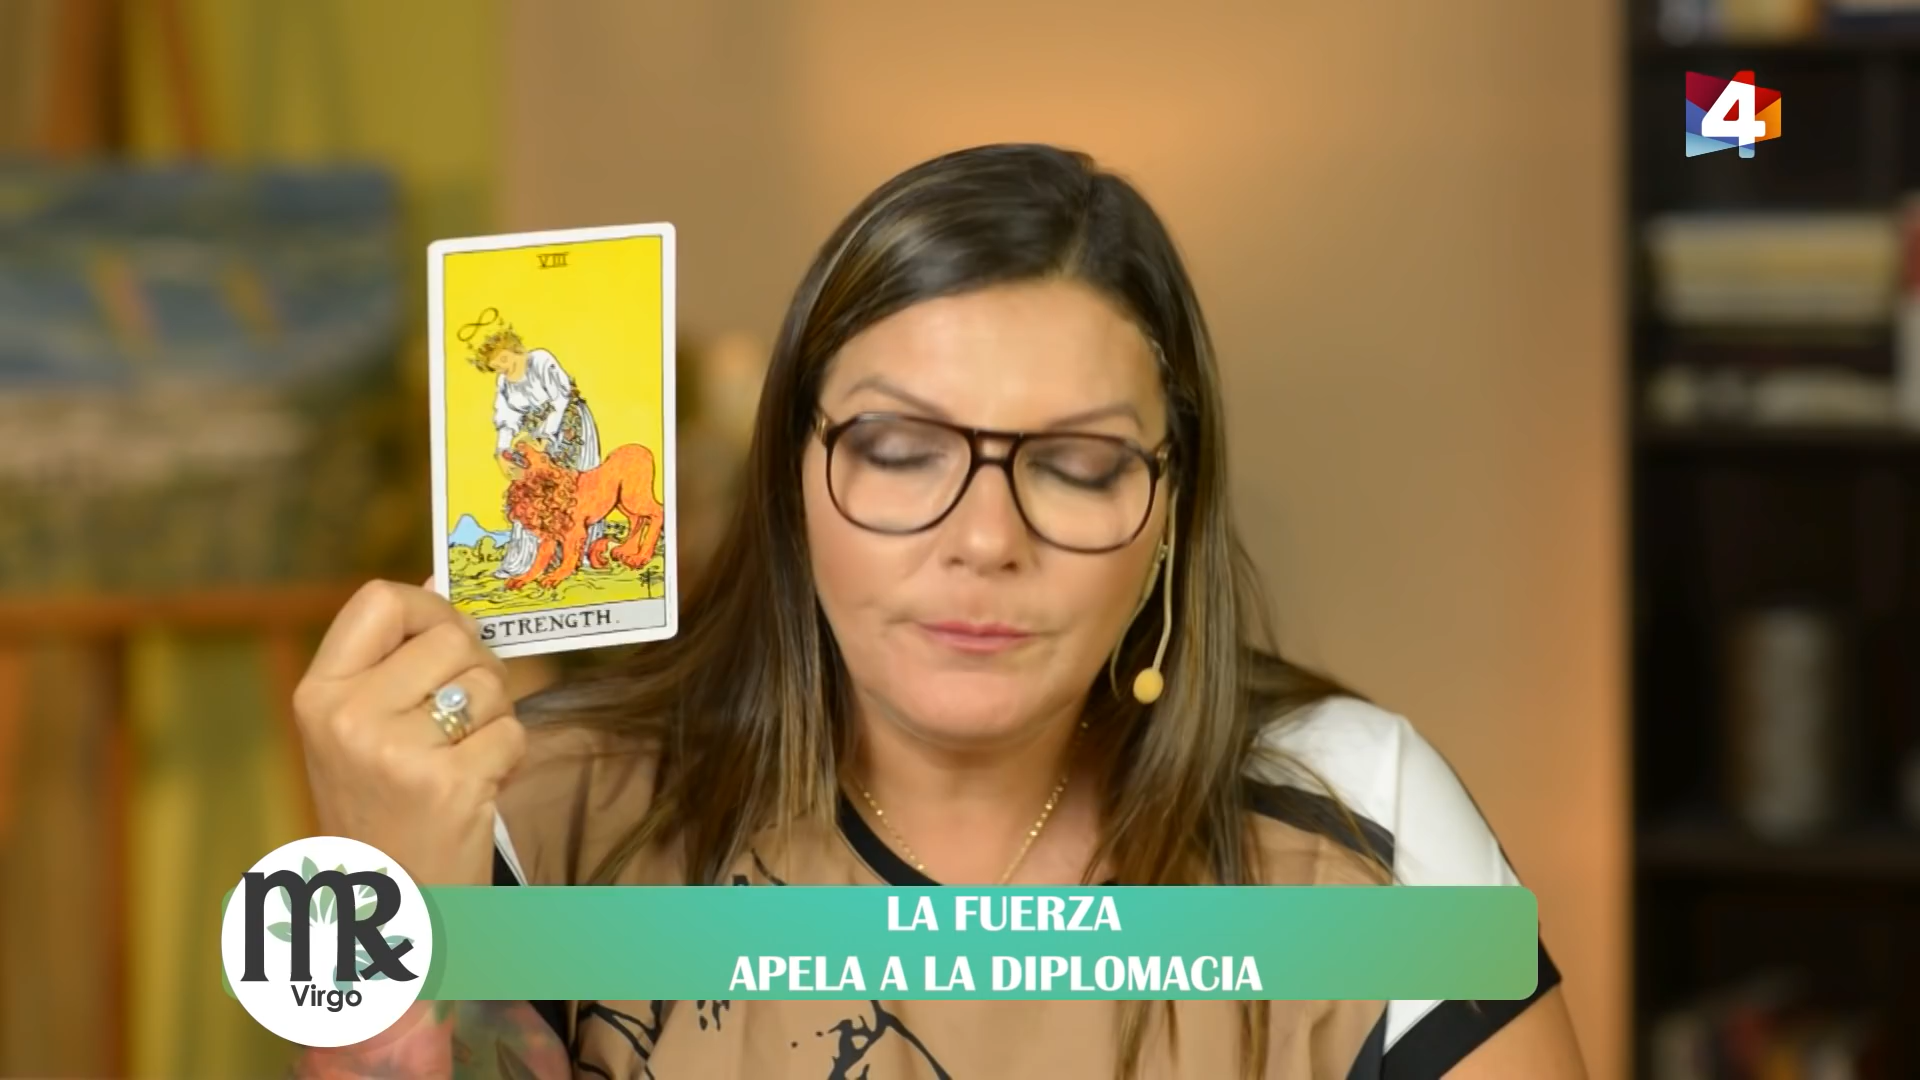 4
VIII
STRENGTH.
LA FUERZA
APELA A LA DIPLOMACIA
MR
Virgo